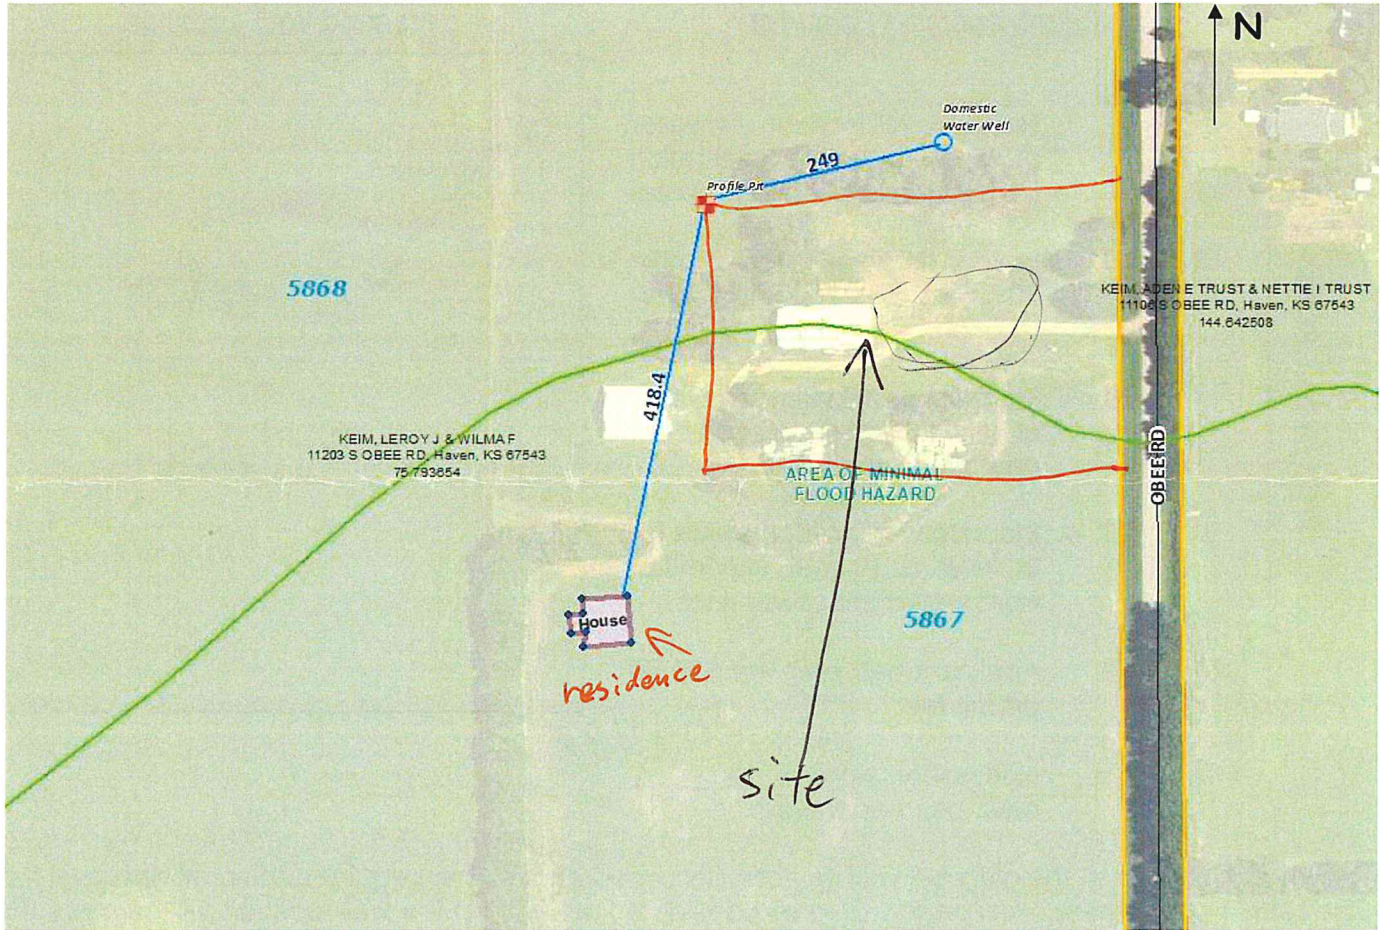 N
Domestic
Water Well
249
Profile Pit
5868
KEIM, ADEN E TRUST & NETTIE I TRUST
11106 S OBEE RD, Haven, KS 67543
144.642508
418.4
KEIM, LEROY J & WILMA F
11203 S OBEE RD, Haven, KS 67543
75.793654
OBEE RD
AREA OF MINIMAL
FLOOD HAZARD
House
5867
residence
site